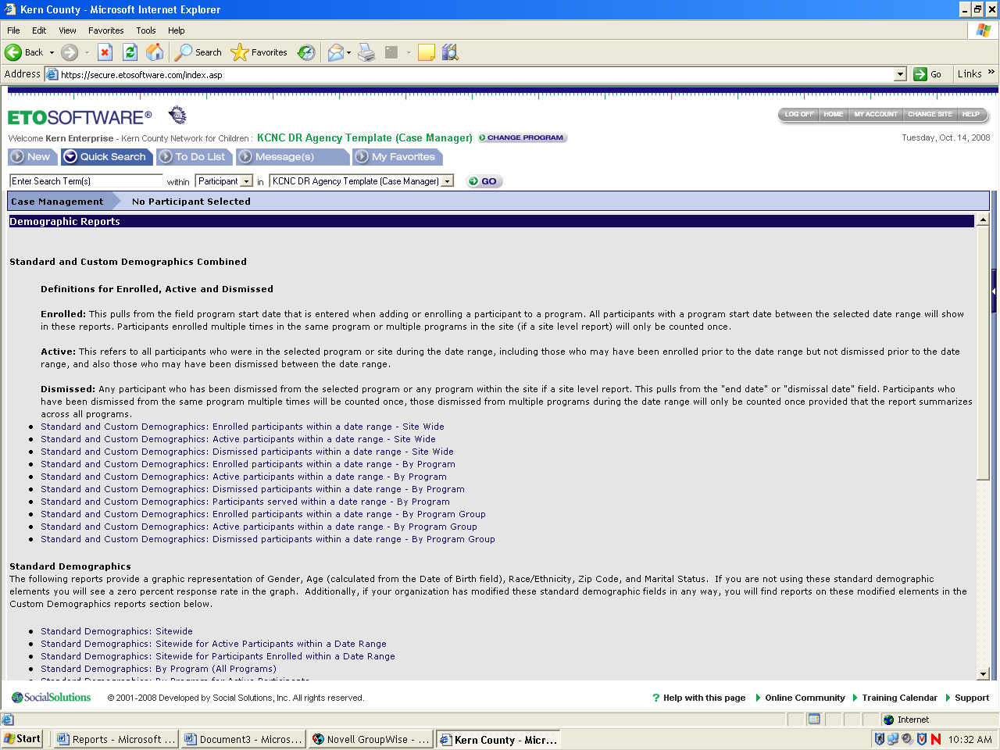 Kern County - Microsoft Internet Explorer
File Edit View Favorites Tools Help
Back Search Favorites
Address https://secure.etosoftware.com/index.asp Go Links »
ETOSOFTWARE® LOG OFF HOME MY ACCOUNT CHANGE SITE HELP
Welcome Kern Enterprise - Kern County Network for Children : KCNC DR Agency Template (Case Manager) CHANGE PROGRAM Tuesday, Oct. 14, 2008
New Quick Search To Do List Message(s) My Favorites
Enter Search Term(s) within Participant in KCNC DR Agency Template (Case Manager) GO
Case Management No Participant Selected
Demographic Reports
Standard and Custom Demographics Combined
Definitions for Enrolled, Active and Dismissed
Enrolled: This pulls from the field program start date that is entered when adding or enrolling a participant to a program. All participants with a program start date between the selected date range will show
in these reports. Participants enrolled multiple times in the same program or multiple programs in the site (if a site level report) will only be counted once.
Active: This refers to all participants who were in the selected program or site during the date range, including those who may have been enrolled prior to the date range but not dismissed prior to the date
range, and also those who may have been dismissed between the date range.
Dismissed: Any participant who has been dismissed from the selected program or any program within the site if a site level report. This pulls from the "end date" or "dismissal date" field. Participants who
have been dismissed from the same program multiple times will be counted once, those dismissed from multiple programs during the date range will only be counted once provided that the report summarizes
across all programs.
• Standard and Custom Demographics: Enrolled participants within a date range - Site Wide
• Standard and Custom Demographics: Active participants within a date range - Site Wide
• Standard and Custom Demographics: Dismissed participants within a date range - Site Wide
• Standard and Custom Demographics: Enrolled participants within a date range - By Program
• Standard and Custom Demographics: Active participants within a date range - By Program
• Standard and Custom Demographics: Dismissed participants within a date range - By Program
• Standard and Custom Demographics: Participants served within a date range - By Program
• Standard and Custom Demographics: Enrolled participants within a date range - By Program Group
• Standard and Custom Demographics: Active participants within a date range - By Program Group
• Standard and Custom Demographics: Dismissed participants within a date range - By Program Group
Standard Demographics
The following reports provide a graphic representation of Gender, Age (calculated from the Date of Birth field), Race/Ethnicity, Zip Code, and Marital Status. If you are not using these standard demographic
elements you will see a zero percent response rate in the graph. Additionally, if your organization has modified these standard demographic fields in any way, you will find reports on these modified elements in the
Custom Demographics reports section below.
• Standard Demographics: Sitewide
• Standard Demographics: Sitewide for Active Participants within a Date Range
• Standard Demographics: Sitewide for Participants Enrolled within a Date Range
• Standard Demographics: By Program (All Programs)
• Standard Demographics: By Program for Active Participants
SocialSolutions © 2001-2008 Developed by Social Solutions, Inc. All rights reserved. ? Help with this page Online Community Training Calendar Support
Internet
Start Reports - Microsoft ... Document3 - Micros... Novell GroupWise - ... Kern County - Micr... 10:32 AM